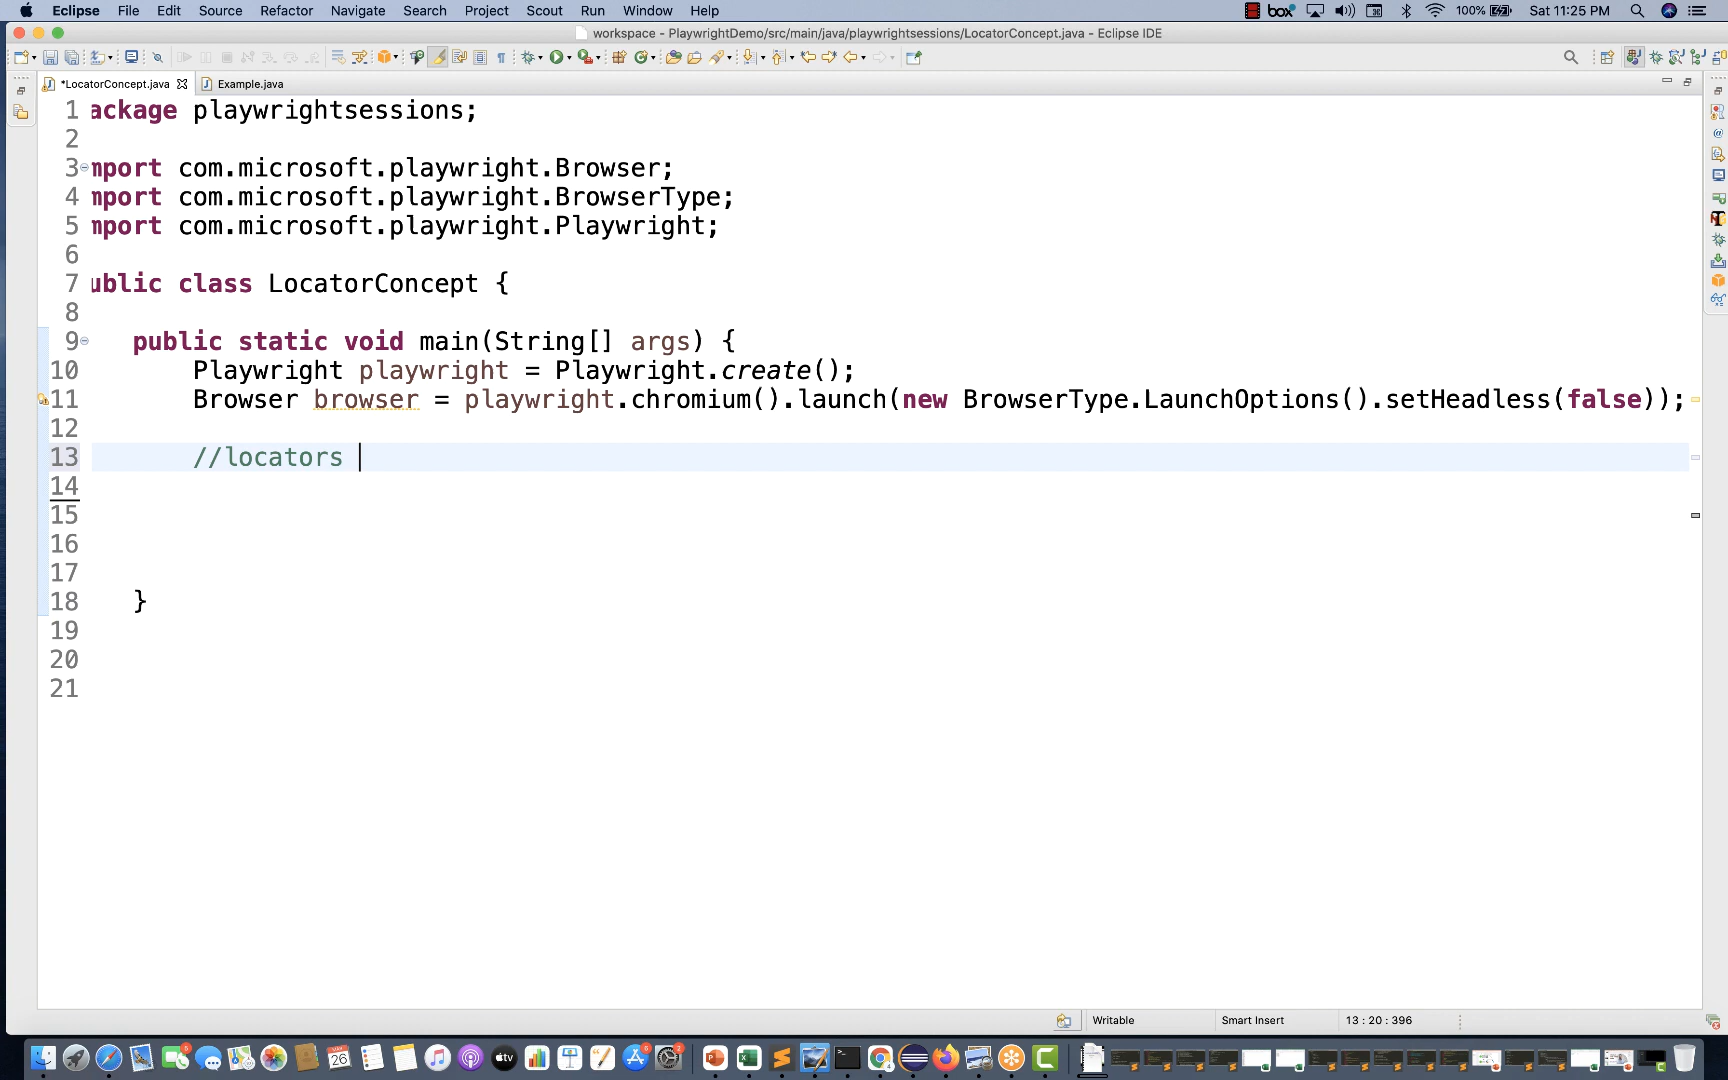 Eclipse File Edit Source Refactor Navigate Search Project Scout Run Window Help box 100% Sat 11:25 PM
workspace - PlaywrightDemo/src/main/java/playwrightsessions/LocatorConcept.java - Eclipse IDE
*LocatorConcept.java Example.java
1 ackage playwrightsessions;
2
3 mport com.microsoft.playwright.Browser;
4 mport com.microsoft.playwright.BrowserType;
5 mport com.microsoft.playwright.Playwright;
6
7 ublic class LocatorConcept {
8
9 public static void main(String[] args) {
10 Playwright playwright = Playwright.create();
11 Browser browser = playwright.chromium().launch(new BrowserType.LaunchOptions().setHeadless(false));
12
13 //locators
14
15
16
17
18 }
19
20
21
Writable Smart Insert 13 : 20 : 396
tv 26